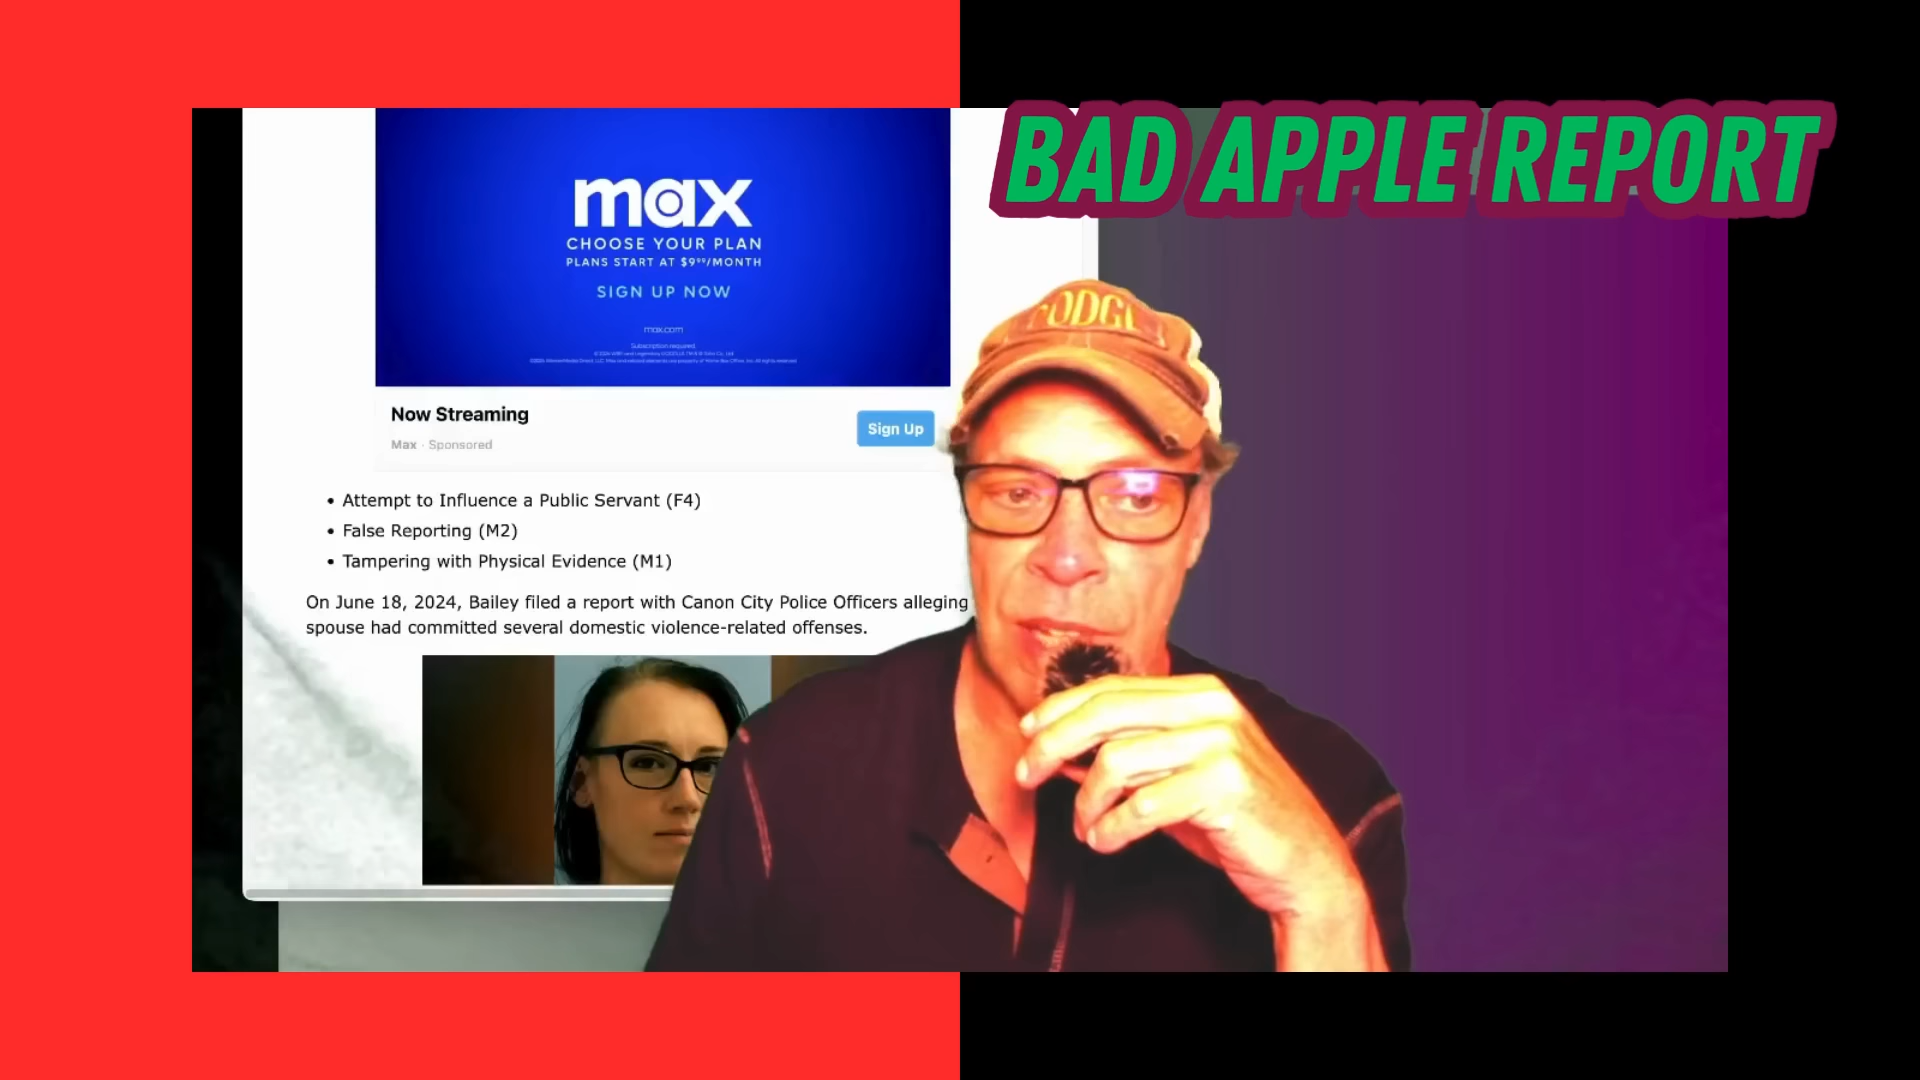 BAD APPLE REPORT
max
CHOOSE YOUR PLAN
PLANS START AT $9⁹⁹/MONTH
SIGN UP NOW
max.com
Subscription required.
Now Streaming
Max · Sponsored
Sign Up
• Attempt to Influence a Public Servant (F4)
• False Reporting (M2)
• Tampering with Physical Evidence (M1)
On June 18, 2024, Bailey filed a report with Canon City Police Officers alleging
spouse had committed several domestic violence-related offenses.